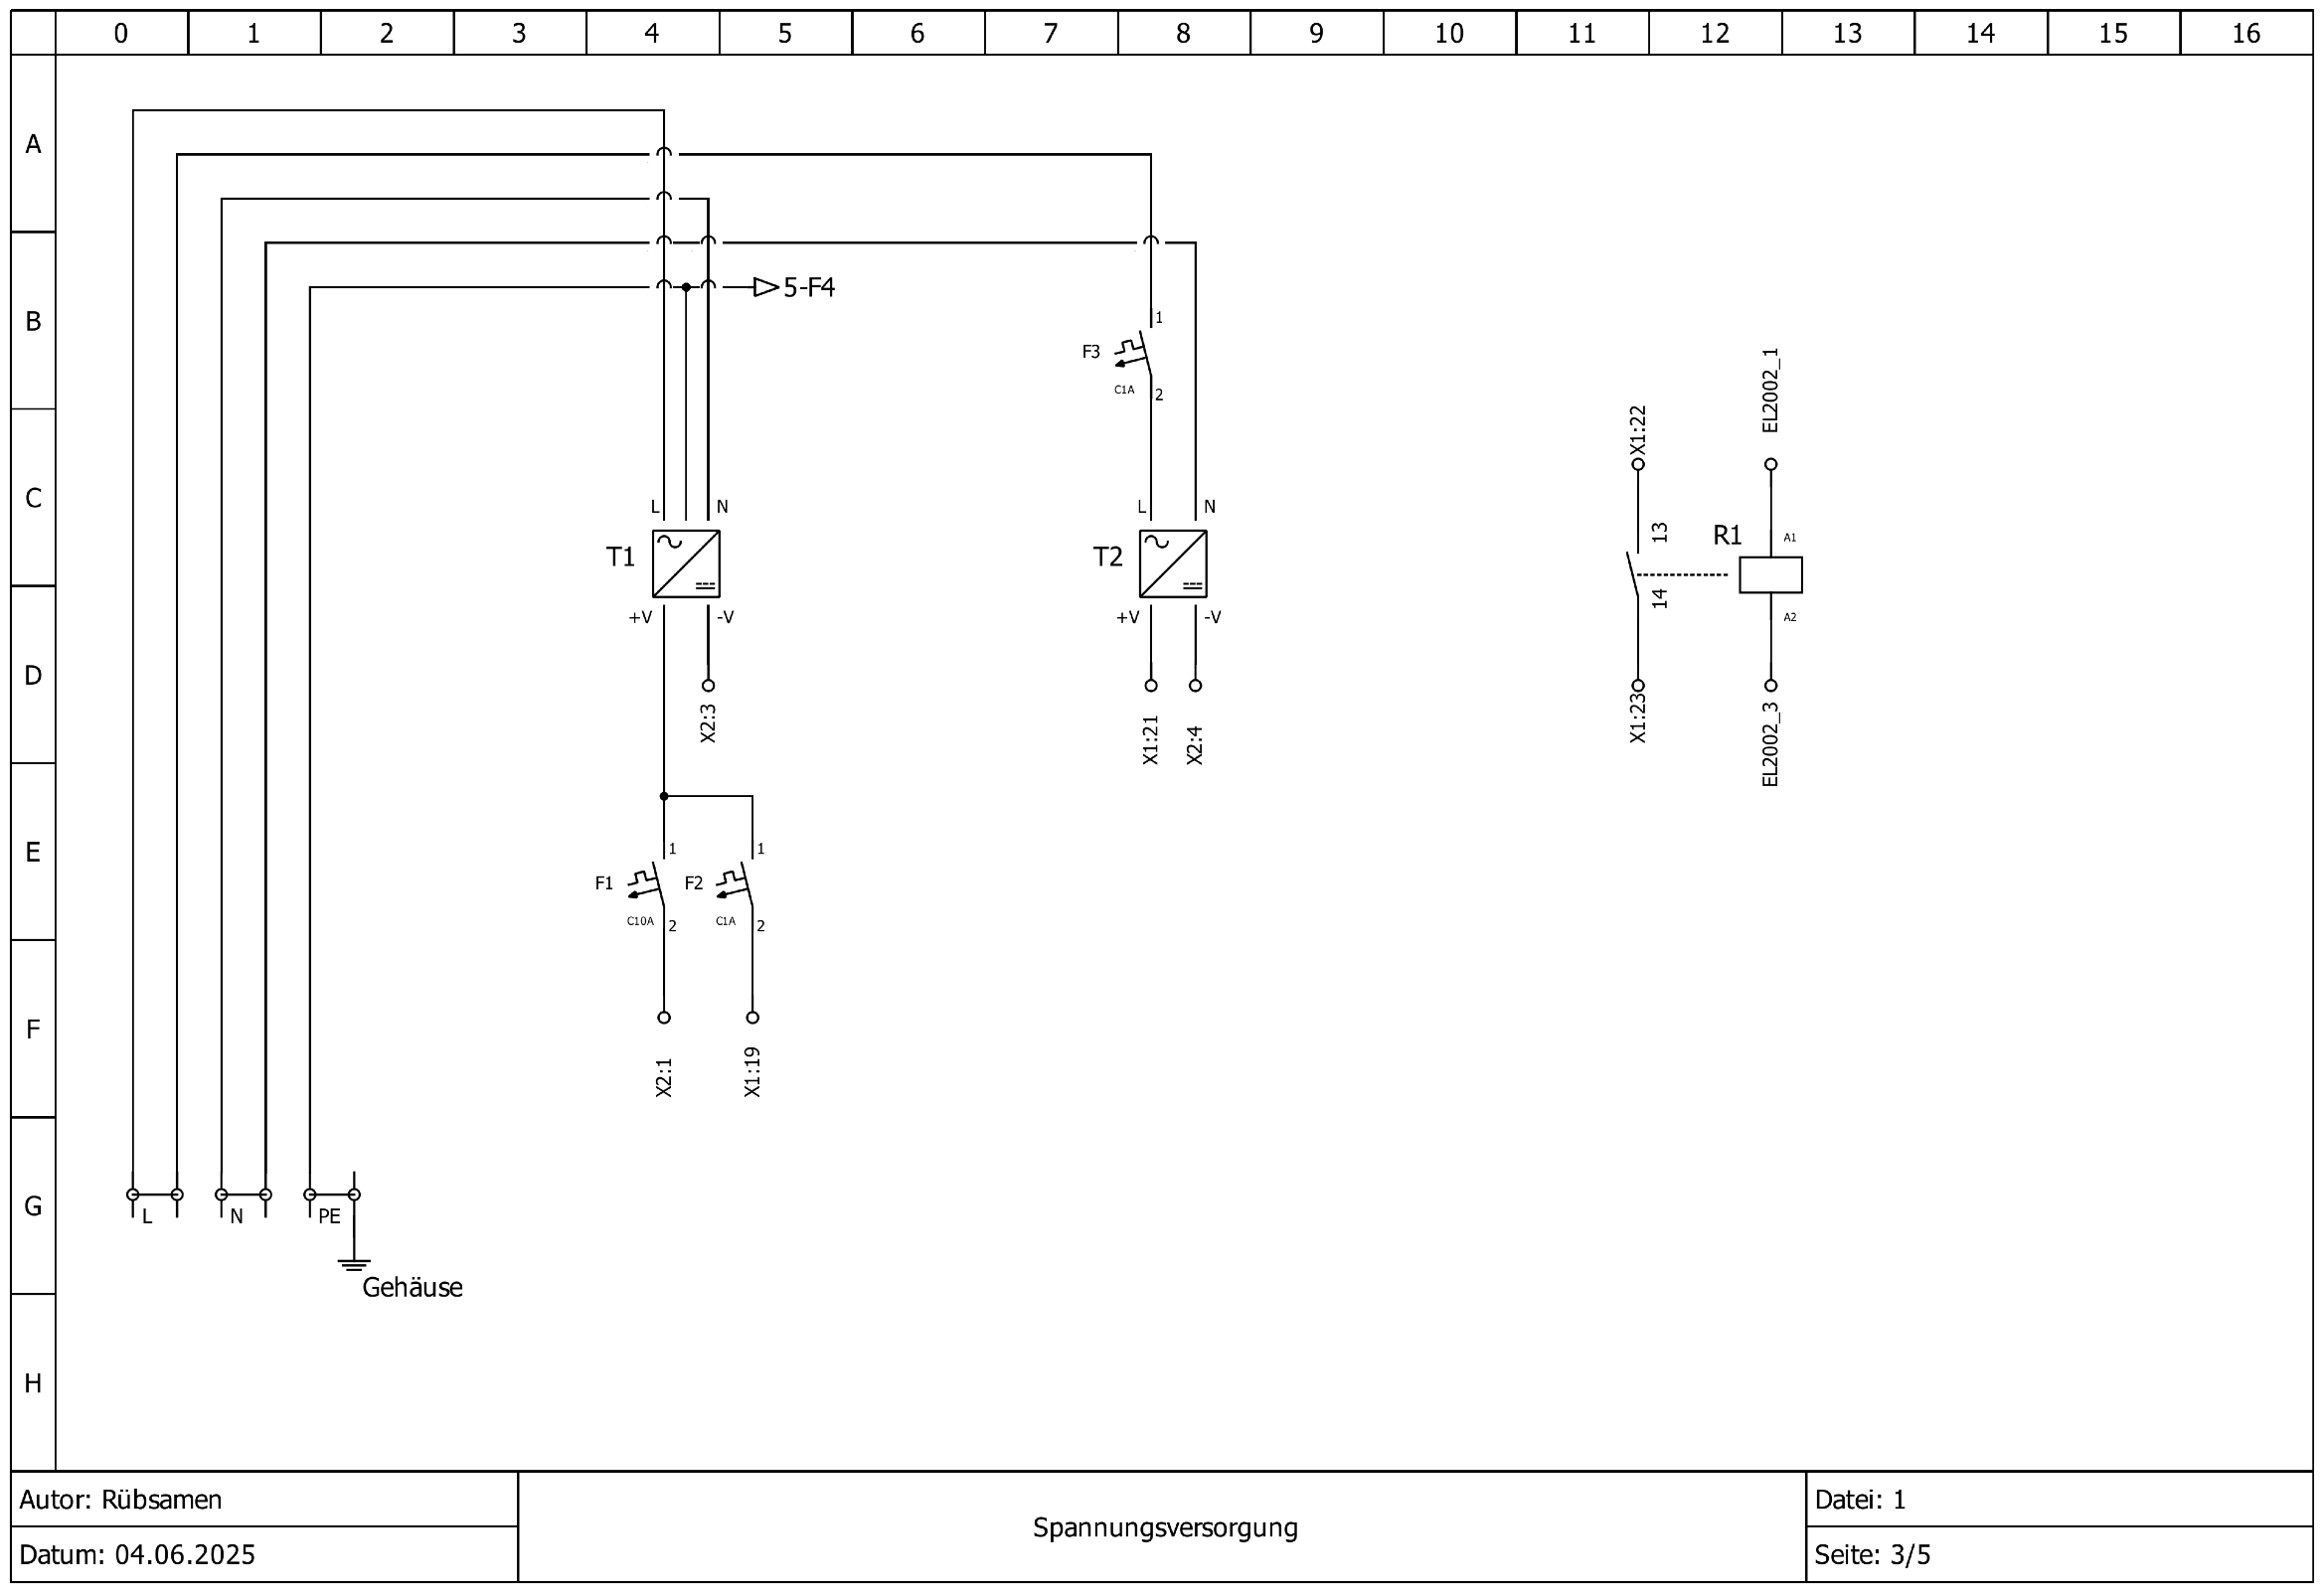 0 1 2 3 4 5 6 7 8 9 10 11 12 13 14 15 16
A
B
5-F4
1
F3
C1A
2
EL2002_1
X1:22
C
L N
L N
13
R1
A1
T1
T2
14
A2
+V -V
+V -V
D
X2:3
X1:21
X2:4
X1:23
EL2002_3
E
1
1
F1
F2
C10A
2
C1A
2
F
X2:1
X1:19
G
L
N
PE
Gehäuse
H
Autor: Rübsamen
Datum: 04.06.2025
Spannungsversorgung
Datei: 1
Seite: 3/5